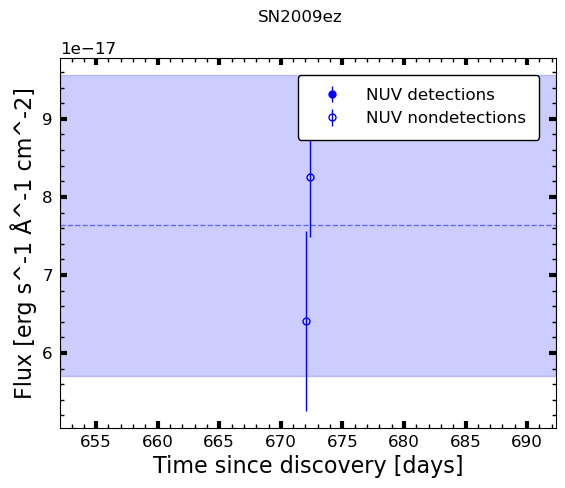 SN2009ez
1e−17
NUV detections
NUV nondetections
9
8
7
6
Flux [erg s^-1 Å^-1 cm^-2]
655 660 665 670 675 680 685 690
Time since discovery [days]